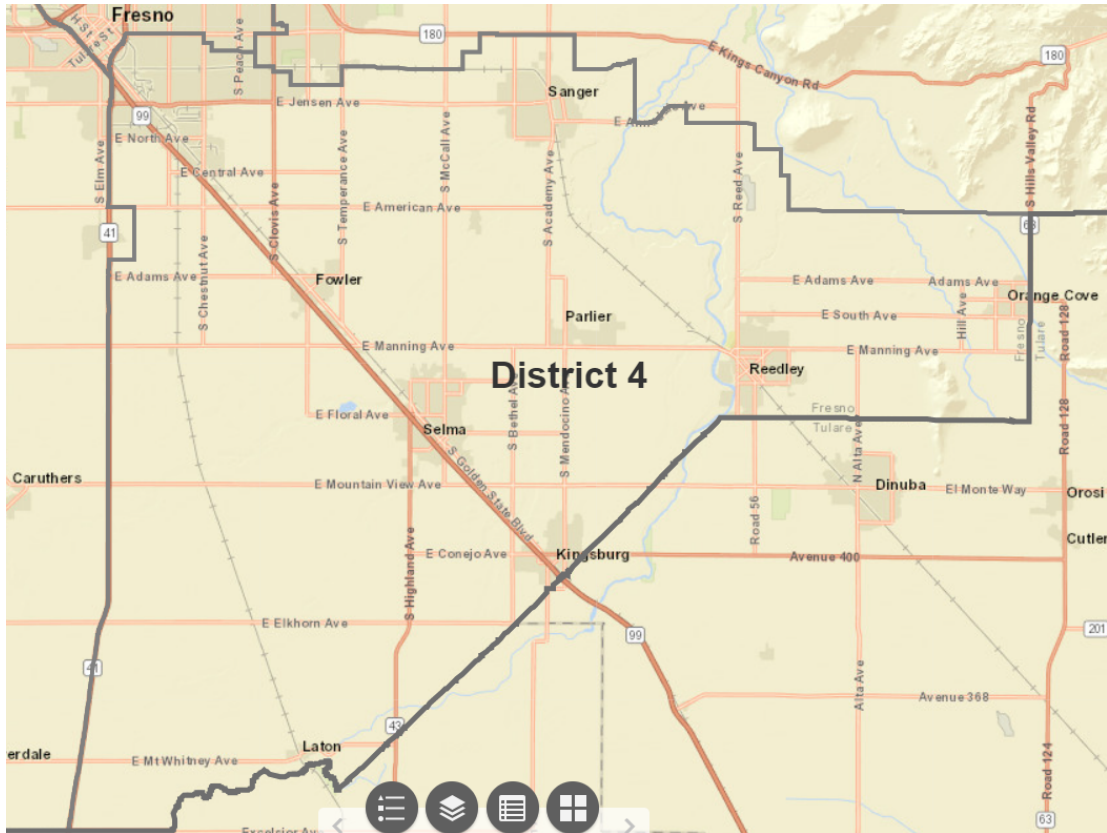 Fresno
H St
Tulare St
S Peach Ave
180
E Kings Canyon Rd
180
99
E Jensen Ave
Sanger
E North Ave
S Elm Ave
E Central Ave
S Clovis Ave
S Temperance Ave
S McCall Ave
S Academy Ave
S Reed Ave
S Hills Valley Rd
E American Ave
41
S Chestnut Ave
E Adams Ave
Fowler
E Adams Ave
Adams Ave
Orange Cove
Parlier
E South Ave
Hill Ave
Fresno
Tulare
Road 128
E Manning Ave
E Manning Ave
District 4
Reedley
S Bethel Ave
S Mendocino Ave
E Floral Ave
Selma
Fresno
Tulare
N Alta Ave
Road 128
Caruthers
S Golden State Blvd
E Mountain View Ave
Dinuba
El Monte Way
Orosi
Road 56
Cutler
S Highland Ave
E Conejo Ave
Kingsburg
Avenue 400
E Elkhorn Ave
99
201
41
Alta Ave
Avenue 368
43
Laton
erdale
E Mt Whitney Ave
Road 124
63
Excelsior Av